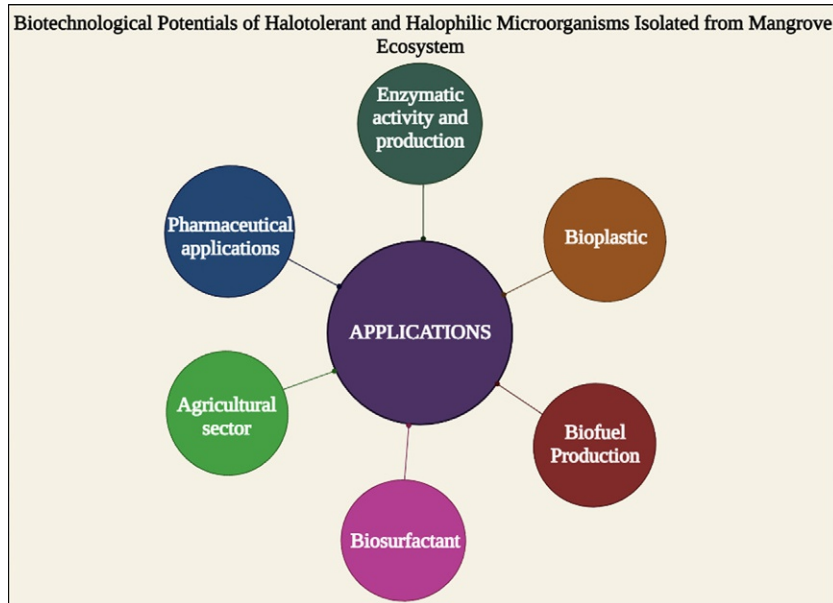 Biotechnological Potentials of Halotolerant and Halophilic Microorganisms Isolated from Mangrove
Ecosystem
Enzymatic
activity and
production
Pharmaceutical
applications
Bioplastic
APPLICATIONS
Agricultural
sector
Biofuel
Production
Biosurfactant